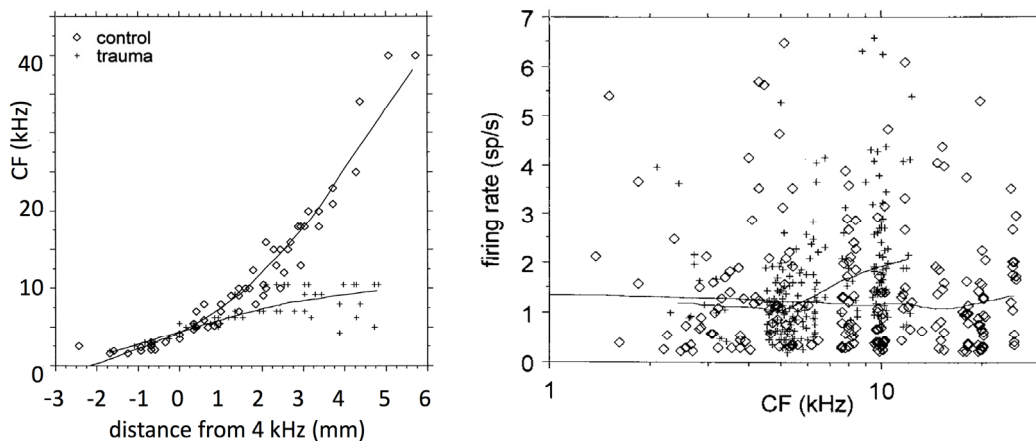 40
20
10
0
CF (kHz)
◇ control
+ trauma
-3 -2 -1 0 1 2 3 4 5 6
distance from 4 kHz (mm)
7
6
5
4
3
2
1
0
firing rate (sp/s)
1 10
CF (kHz)